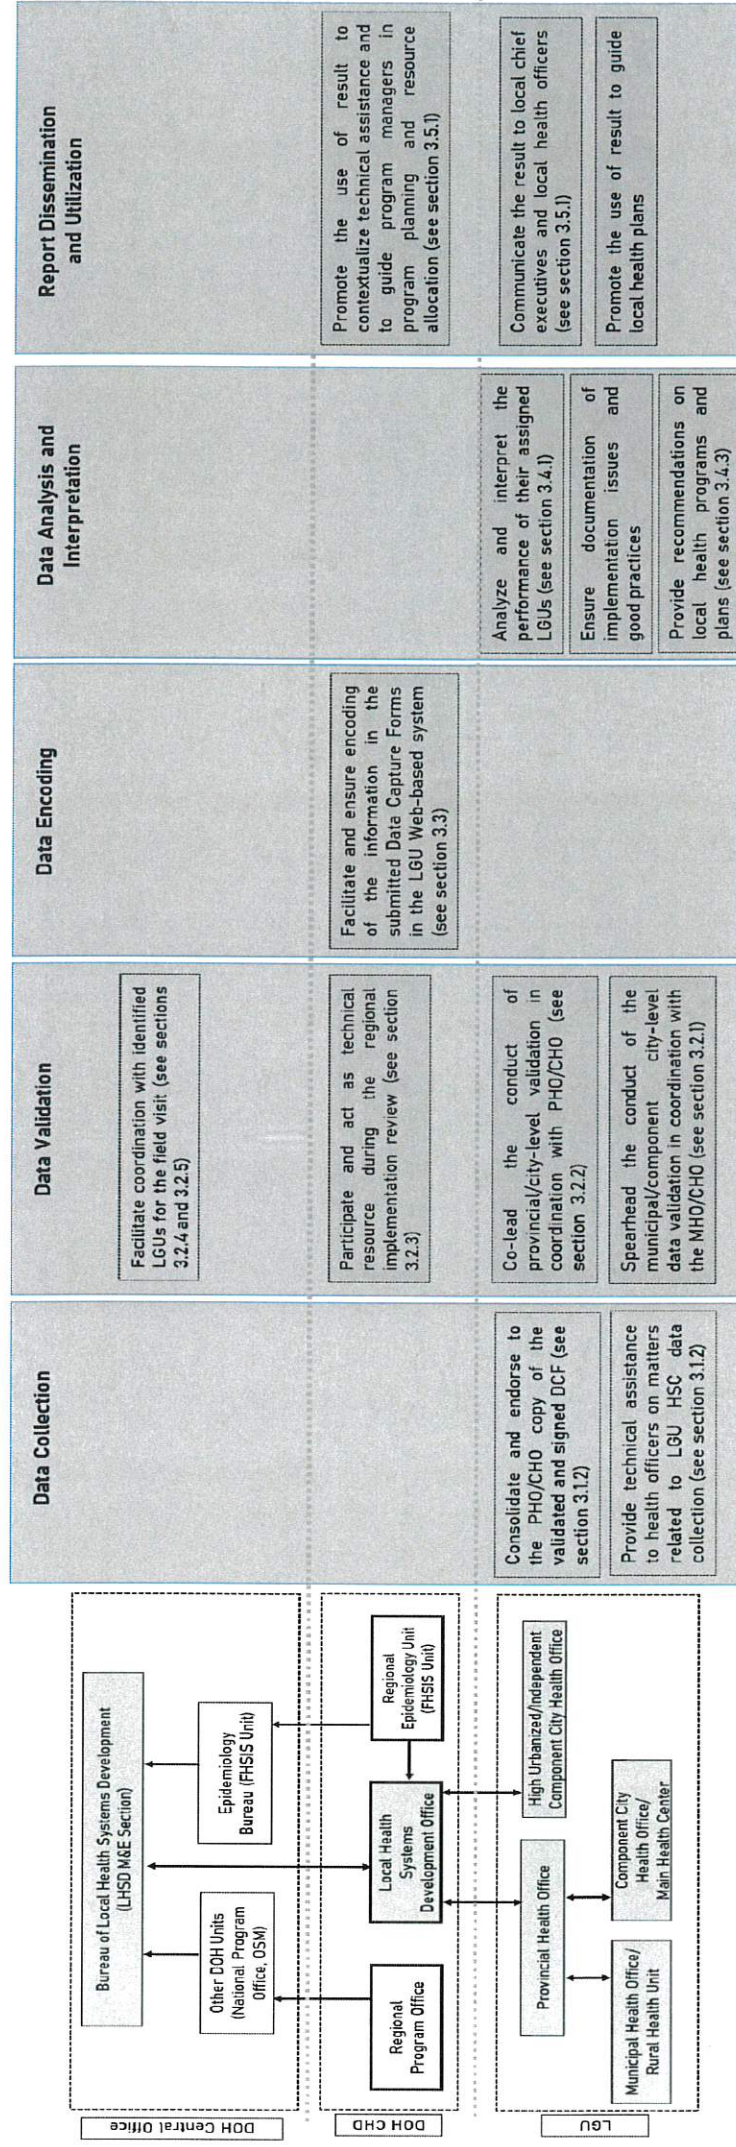 DOH Central Office
Bureau of Local Health Systems Development
(LHSD M&E Section)
Other DOH Units
(National Program
Office, OSM)
Epidemiology
Bureau (FHSIS Unit)
DOH CHD
Regional
Program Office
Local Health
Systems
Development Office
Regional
Epidemiology Unit
(FHSIS Unit)
LGU
Provincial Health Office
High Urbanized/Independent
Component City Health Office
Municipal Health Office/
Rural Health Unit
Component City
Health Office/
Main Health Center
Data Collection
Consolidate and endorse to
the PHO/CHO copy of the
validated and signed DCF (see
section 3.1.2)
Provide technical assistance
to health officers on matters
related to LGU HSC data
collection (see section 3.1.2)
Data Validation
Facilitate coordination with identified
LGUs for the field visit (see sections
3.2.4 and 3.2.5)
Participate and act as technical
resource during the regional
implementation review (see section
3.2.3)
Co-lead the conduct of
provincial/city-level validation in
coordination with PHO/CHO (see
section 3.2.2)
Spearhead the conduct of the
municipal/component city-level
data validation in coordination with
the MHO/CHO (see section 3.2.1)
Data Encoding
Facilitate and ensure encoding
of the information in the
submitted Data Capture Forms
in the LGU Web-based system
(see section 3.3)
Data Analysis and
Interpretation
Analyze and interpret the
performance of their assigned
LGUs (see section 3.4.1)
Ensure documentation of
implementation issues and
good practices
Provide recommendations on
local health programs and
plans (see section 3.4.3)
Report Dissemination
and Utilization
Promote the use of result to
contextualize technical assistance and
to guide program managers in
program planning and resource
allocation (see section 3.5.1)
Communicate the result to local chief
executives and local health officers
(see section 3.5.1)
Promote the use of result to guide
local health plans